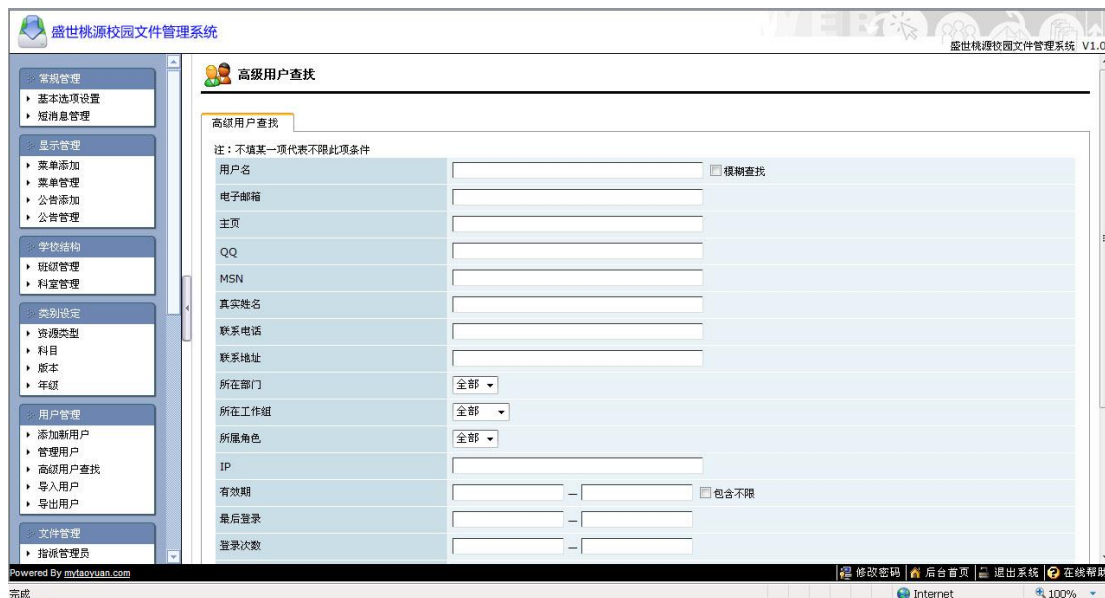 盛世桃源校园文件管理系统
盛世桃源校园文件管理系统 V1.0
常规管理
基本选项设置
短消息管理
显示管理
菜单添加
菜单管理
公告添加
公告管理
学校结构
班级管理
科室管理
类别设定
资源类型
科目
版本
年级
用户管理
添加新用户
管理用户
高级用户查找
导入用户
导出用户
文件管理
指派管理员
高级用户查找
高级用户查找
注：不填某一项代表不限此项条件
用户名 模糊查找
电子邮箱
主页
QQ
MSN
真实姓名
联系电话
联系地址
所在部门 全部
所在工作组 全部
所属角色 全部
IP
有效期 — 包含不限
最后登录 —
登录次数 —
Powered By mytaoyuan.com
修改密码 后台首页 退出系统 在线帮助
完成 Internet 100%